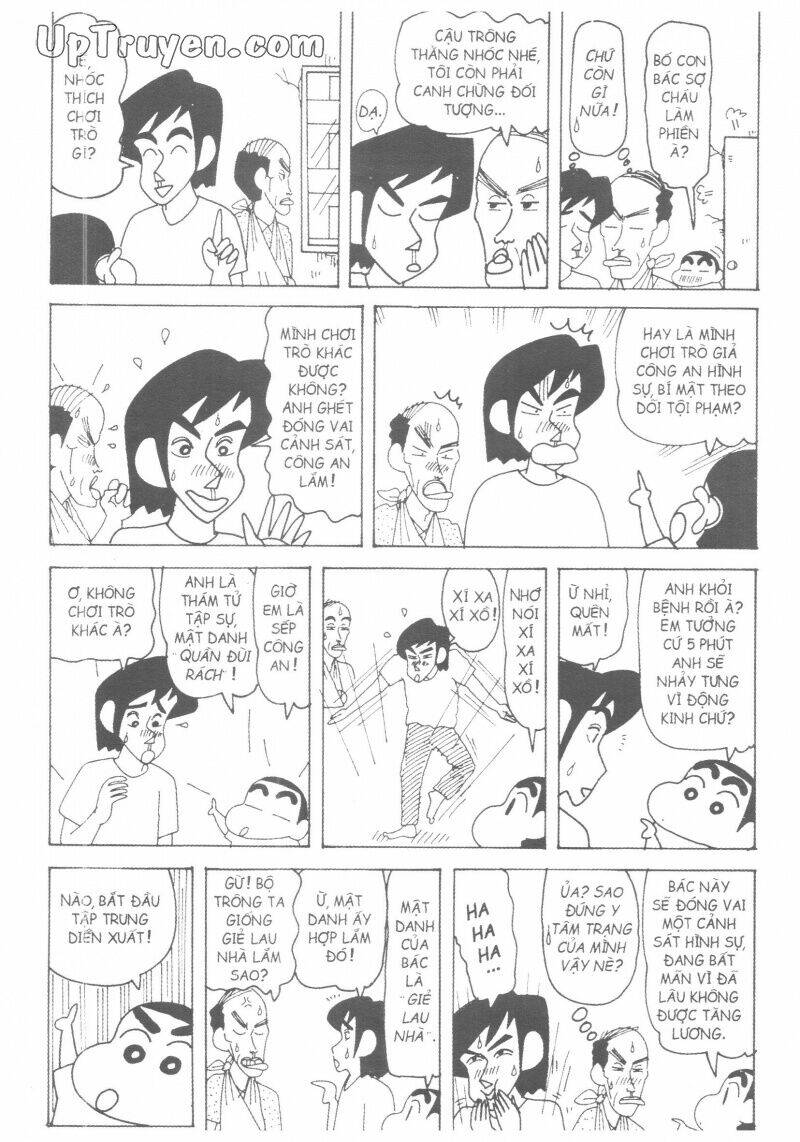 UpTruyen.com
BỐ CON
BÁC SỢ
CHÁU
LÀM
PHIỀN
À?
CHỨ
CÒN
GÌ
NỮA!
CẬU TRÔNG
THẰNG NHÓC NHÉ,
TÔI CÒN PHẢI
CANH CHỪNG ĐỐI
TƯỢNG...
DẠ.
NHÓC
THÍCH
CHƠI
TRÒ
GÌ?
HAY LÀ MÌNH
CHƠI TRÒ GIẢ
CÔNG AN HÌNH
SỰ, BÍ MẬT THEO
DÕI TỘI PHẠM?
MÌNH CHƠI
TRÒ KHÁC
ĐƯỢC
KHÔNG?
ANH GHÉT
ĐÓNG VAI
CẢNH SÁT,
CÔNG AN
LẮM!
ANH KHỎI
BỆNH RỒI À?
EM TƯỞNG
CỨ 5 PHÚT
ANH SẼ
NHẢY TƯNG
VÌ ĐỘNG
KINH CHỨ?
Ừ NHỈ,
QUÊN
MẤT!
NHỚ
NÓI
XÍ
XA
XÍ
XỒ!
XÍ XA
XÍ XỒ!
GIỜ
EM LÀ
SẾP
CÔNG
AN!
ANH LÀ
THÁM TỬ
TẬP SỰ,
MẬT DANH
"QUẦN ĐÙI
RÁCH"!
Ơ, KHÔNG
CHƠI TRÒ
KHÁC À?
BÁC NÀY
SẼ ĐÓNG VAI
MỘT CẢNH
SÁT HÌNH SỰ,
ĐANG BẤT
MÃN VÌ ĐÃ
LÂU KHÔNG
ĐƯỢC TĂNG
LƯƠNG.
ỦA? SAO
ĐÚNG Ý
TÂM TRẠNG
CỦA MÌNH
VẬY NÈ?
HA
HA
HA
...
MẬT
DANH
CỦA
BÁC
LÀ
"GIẺ
LAU
NHÀ".
Ừ, MẬT
DANH ẤY
HỢP LẮM
ĐÓ!
GỪ! BỘ
TRÔNG TA
GIỐNG
GIẺ LAU
NHÀ LẮM
SAO?
NÀO, BẮT ĐẦU
TẬP TRUNG
DIỄN XUẤT!